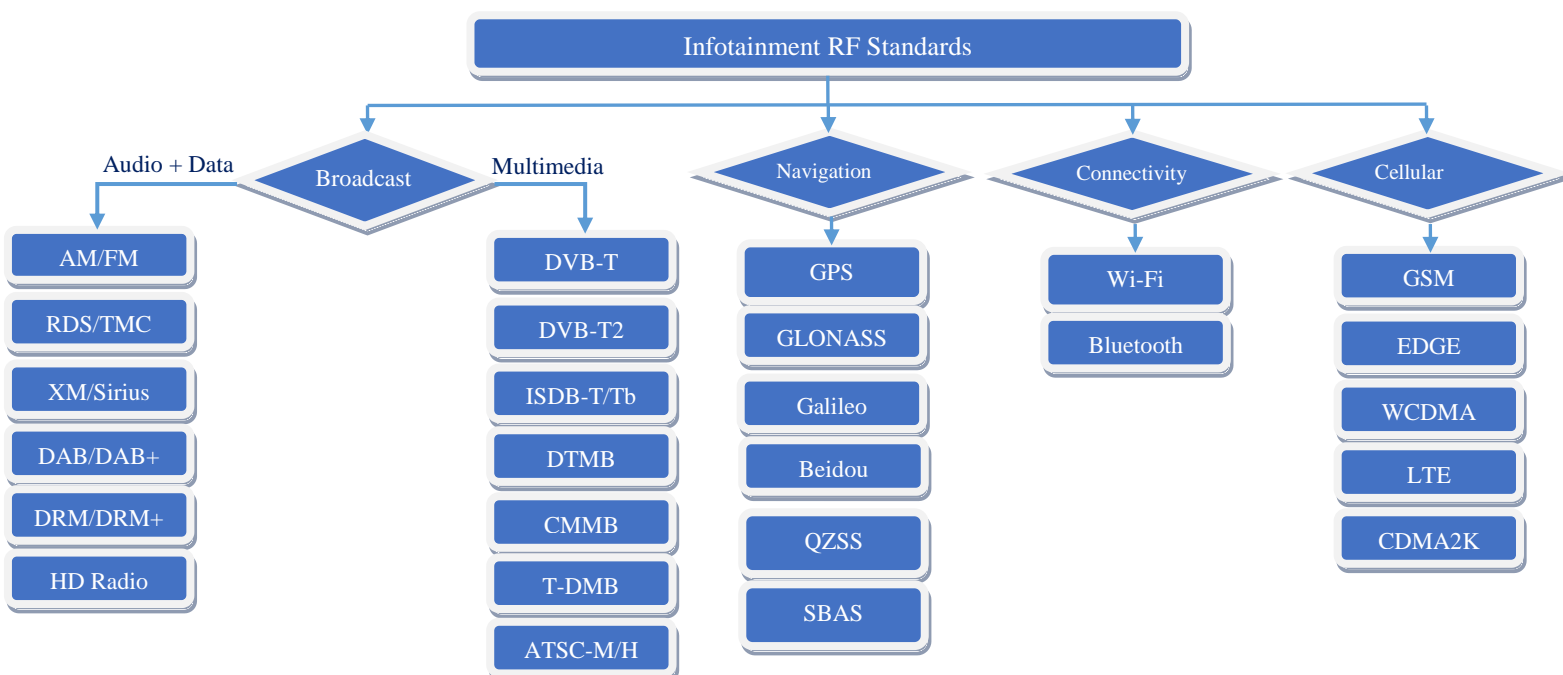 Infotainment RF Standards
Audio + Data
Broadcast
Multimedia
Navigation
Connectivity
Cellular
AM/FM
RDS/TMC
XM/Sirius
DAB/DAB+
DRM/DRM+
HD Radio
DVB-T
DVB-T2
ISDB-T/Tb
DTMB
CMMB
T-DMB
ATSC-M/H
GPS
GLONASS
Galileo
Beidou
QZSS
SBAS
Wi-Fi
Bluetooth
GSM
EDGE
WCDMA
LTE
CDMA2K